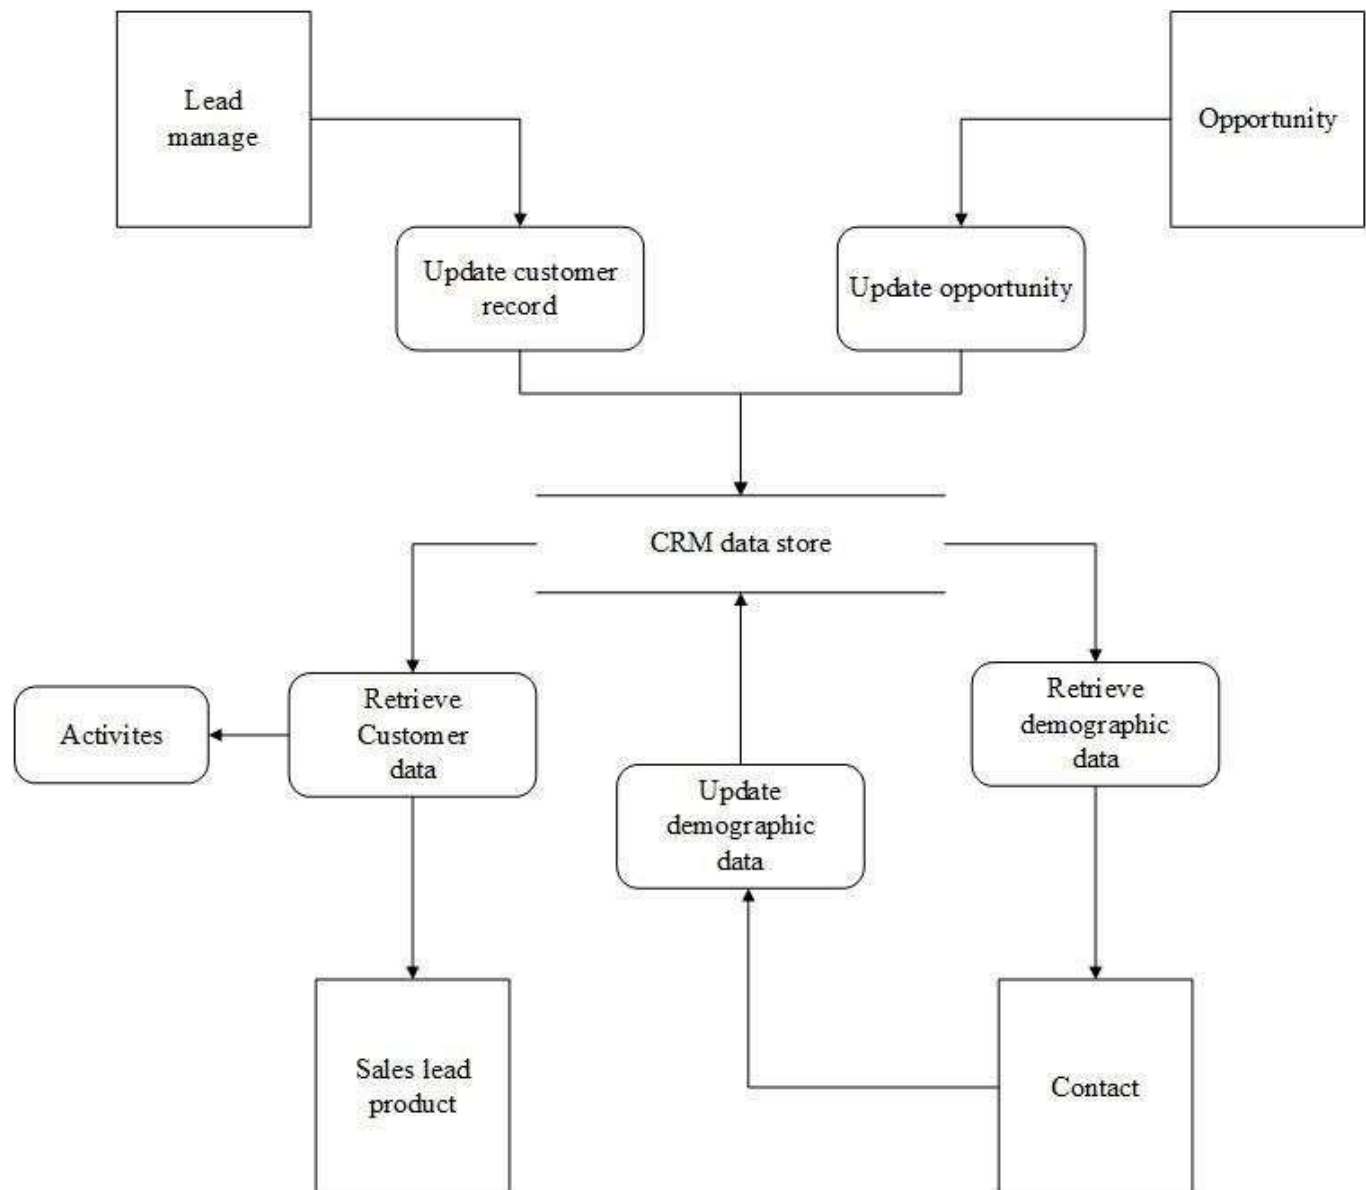 Lead
manage
Opportunity
Update customer
record
Update opportunity
CRM data store
Retrieve
Customer
data
Retrieve
demographic
data
Activites
Update
demographic
data
Sales lead
product
Contact